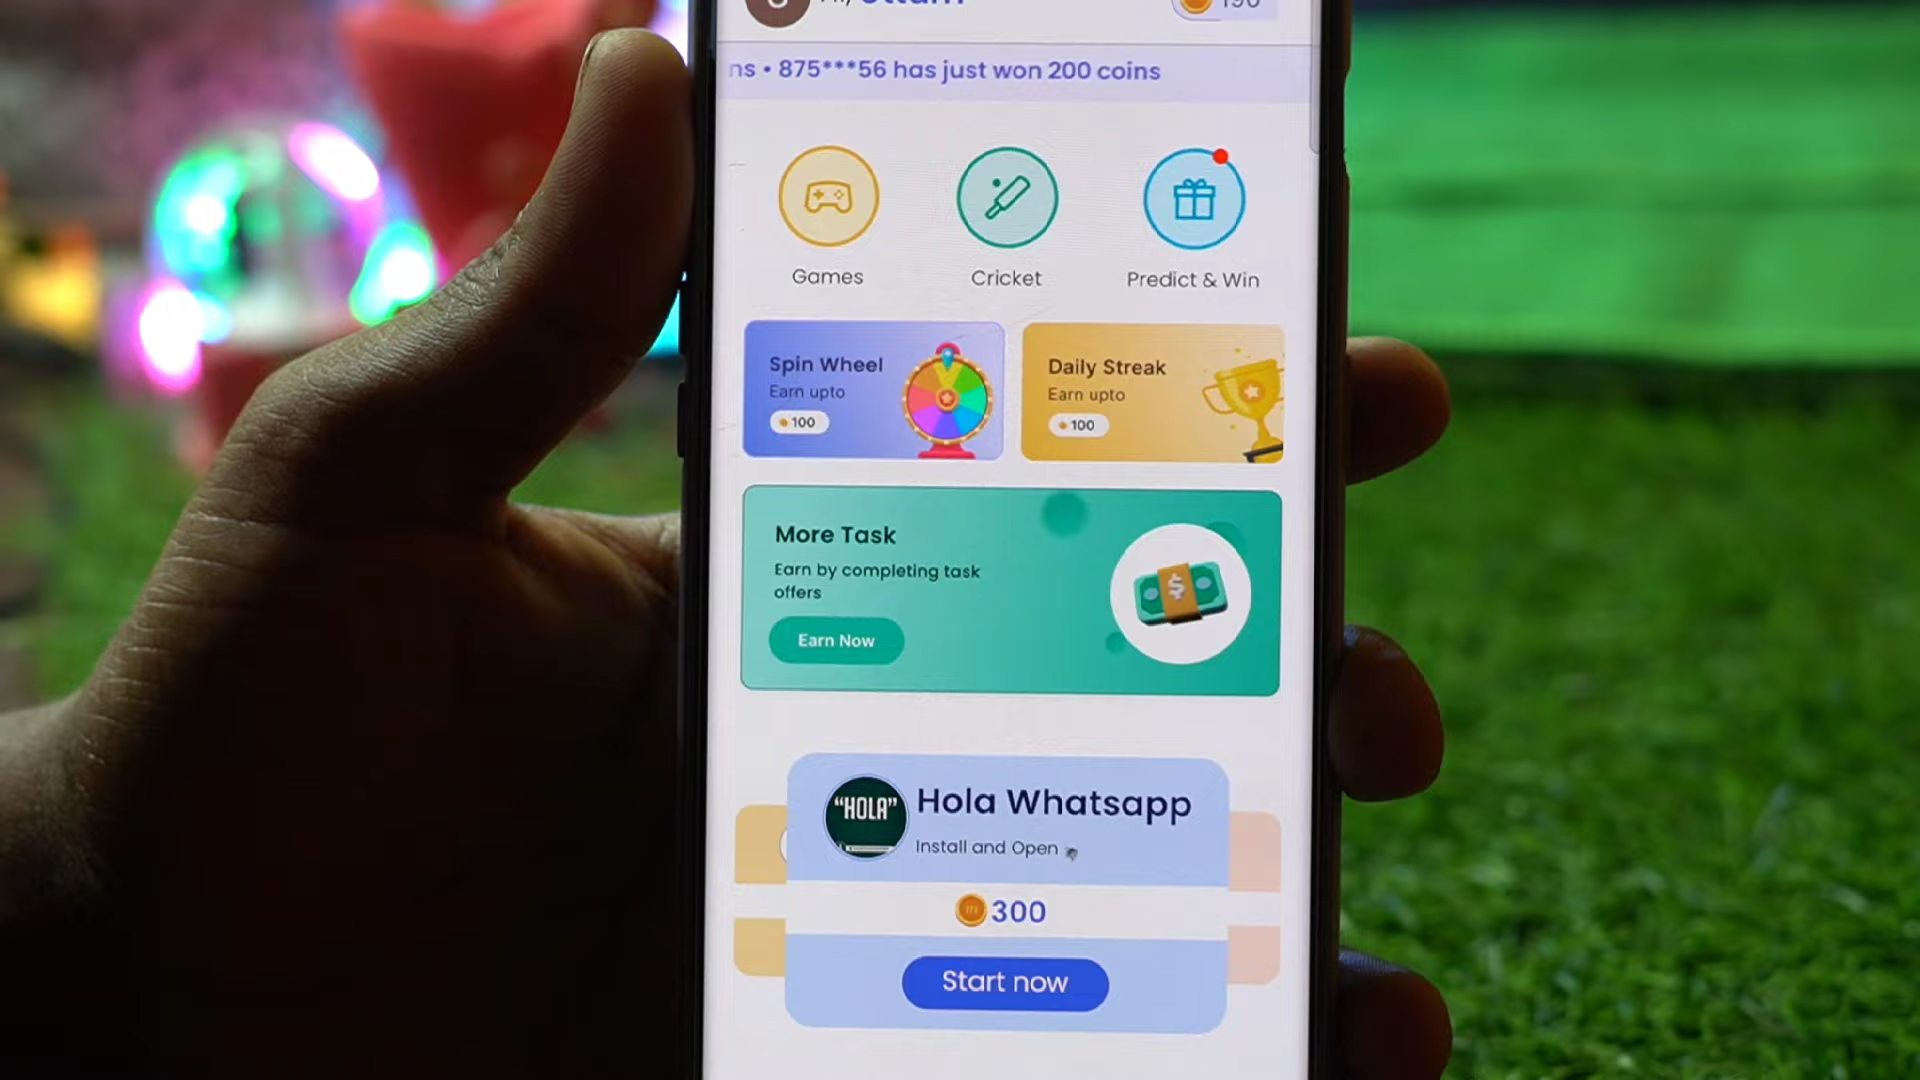 ns • 875***56 has just won 200 coins
Games
Cricket
Predict & Win
Spin Wheel
Earn upto
100
Daily Streak
Earn upto
100
More Task
Earn by completing task
offers
Earn Now
"HOLA"
Hola Whatsapp
Install and Open
300
Start now